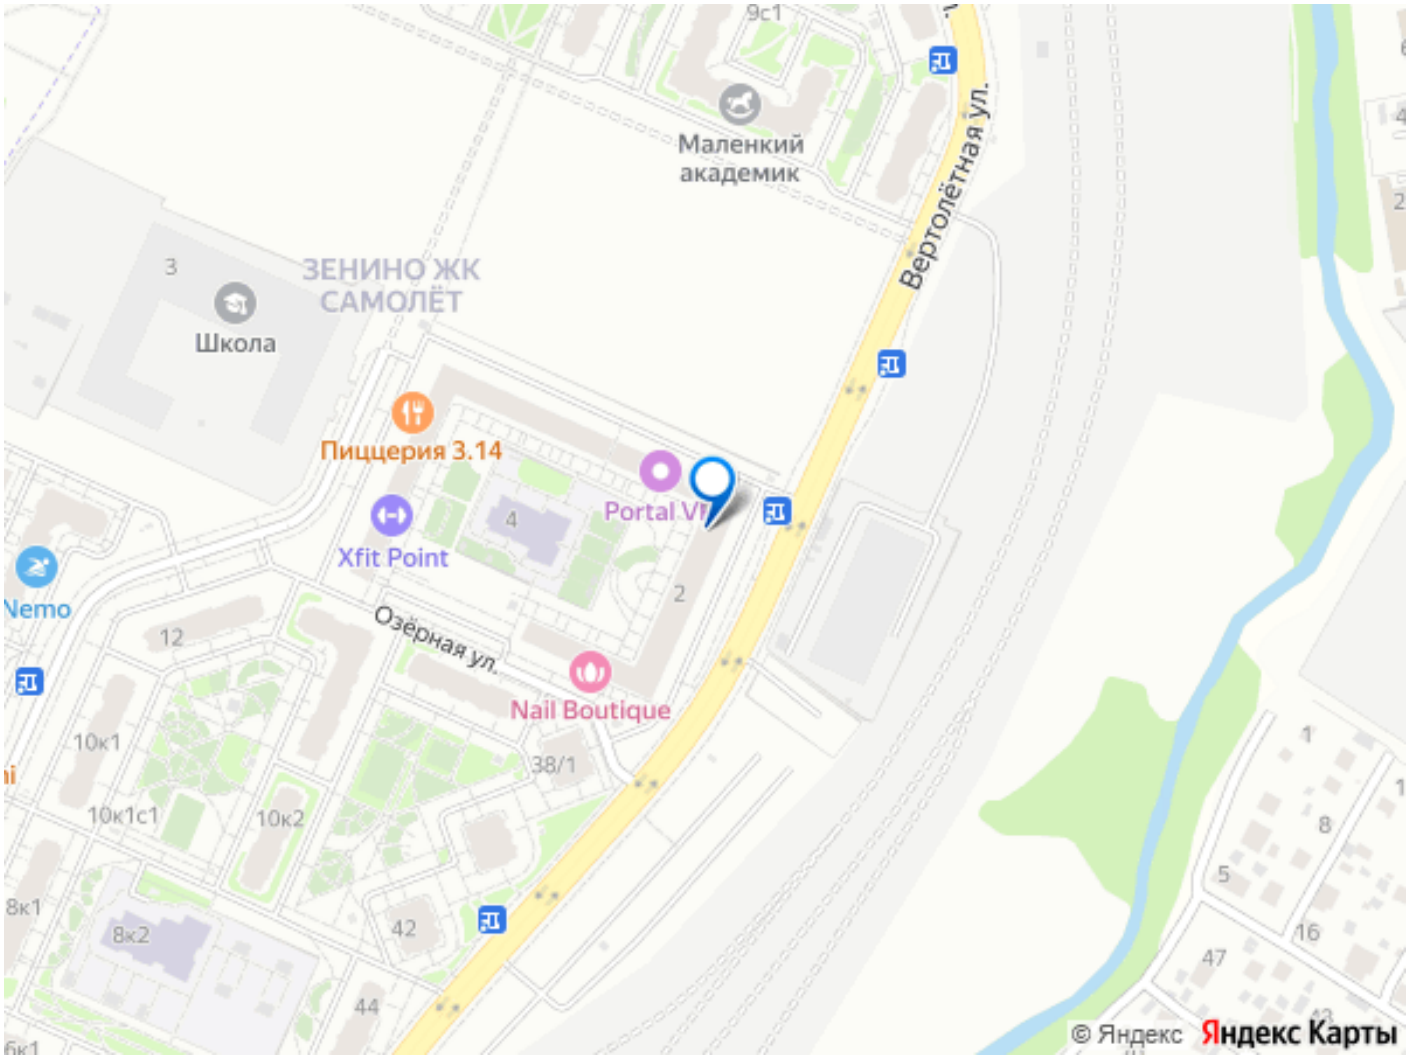 9с1
Маленкий
академик
Вертолётная ул.
3
ЗЕНИНО ЖК
САМОЛЁТ
Школа
Пиццерия 3.14
Portal
4
Xfit Point
2
Nemo
Озёрная ул.
12
Nail Boutique
10к1
38/1
10к1с1
10к2
1
8
5
8к1
8к2
42
16
47
44
6к1
© Яндекс Яндекс Карты